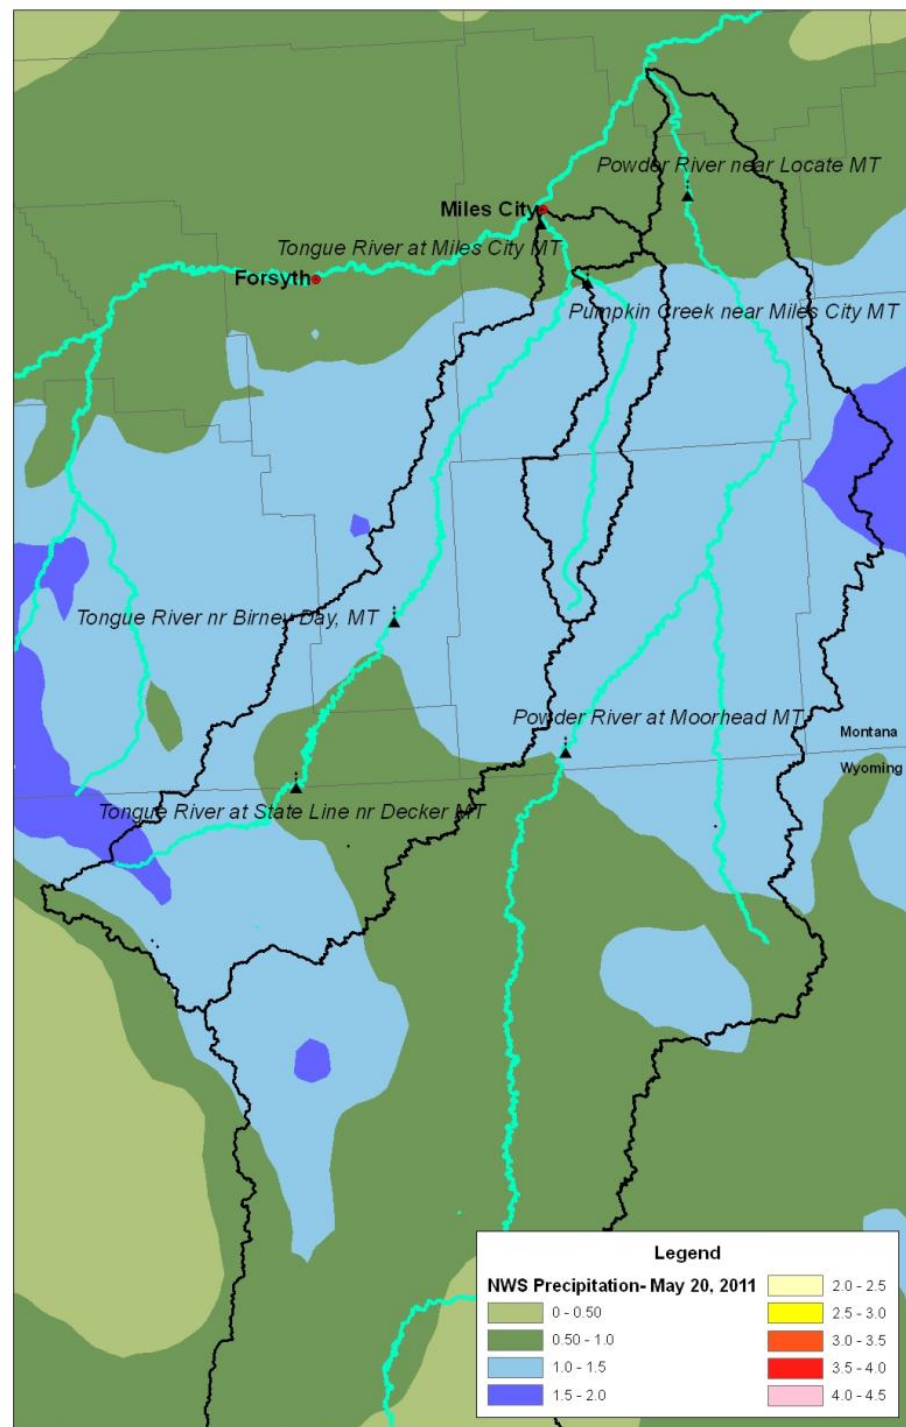 Powder River near Locate MT
Miles City
Tongue River at Miles City MT
Forsyth
Pumpkin Creek near Miles City MT
Tongue River nr Birney Day, MT
Powder River at Moorhead MT
Montana
Wyoming
Tongue River at State Line nr Decker MT
Legend
NWS Precipitation- May 20, 2011
0 - 0.50
0.50 - 1.0
1.0 - 1.5
1.5 - 2.0
2.0 - 2.5
2.5 - 3.0
3.0 - 3.5
3.5 - 4.0
4.0 - 4.5